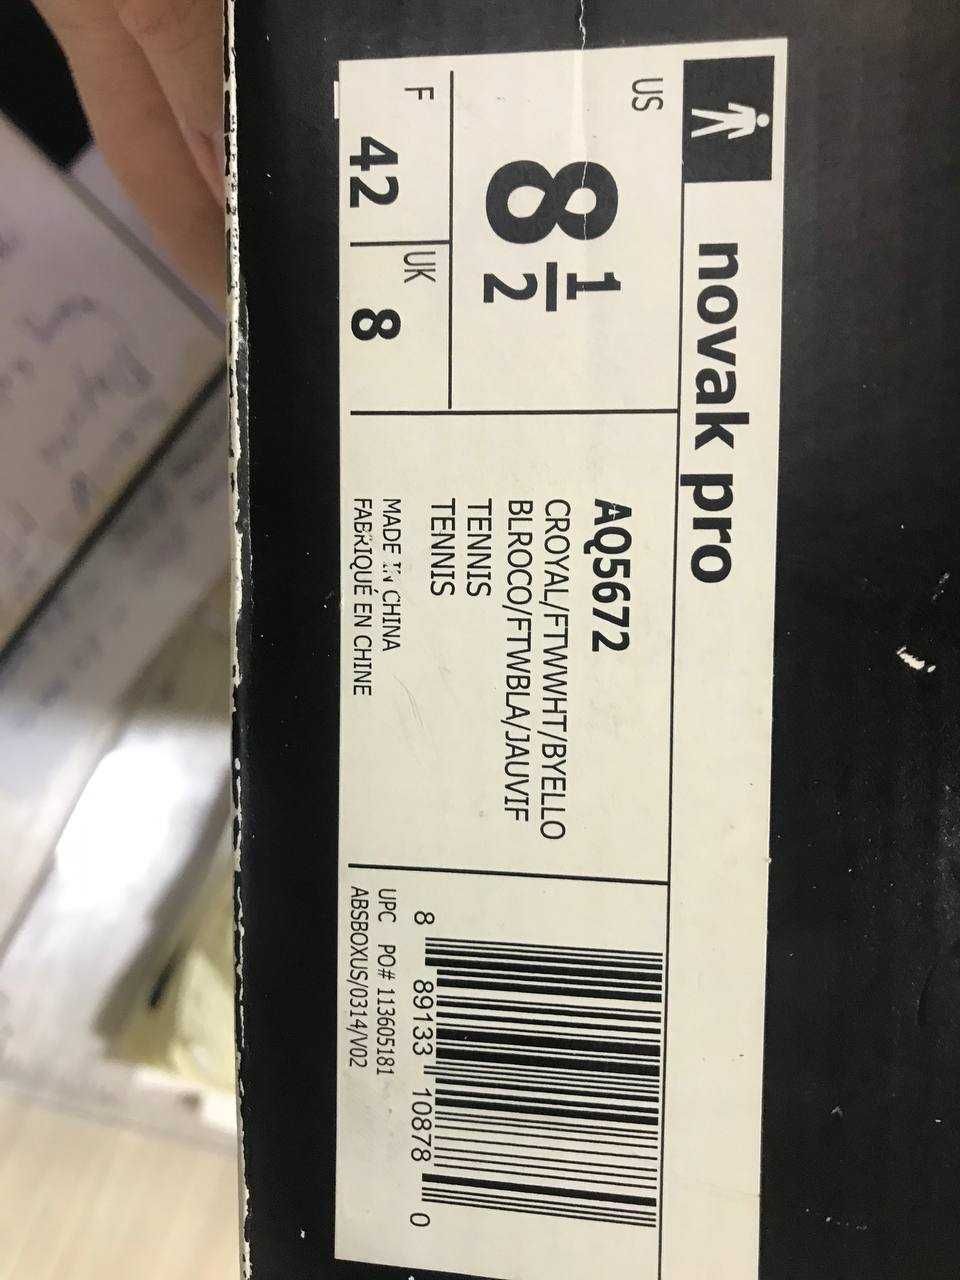 novak pro
US
8 1/2
F
42
UK
8
AQ5672
CROYAL/FTWWHT/BYELLO
BLROCO/FTWBLA/JAUVIF
TENNIS
TENNIS
MADE IN CHINA
FABRIQUÉ EN CHINE
8 89133 10878 0
UPC PO# 113605181
ABSBOXUS/0314/V02